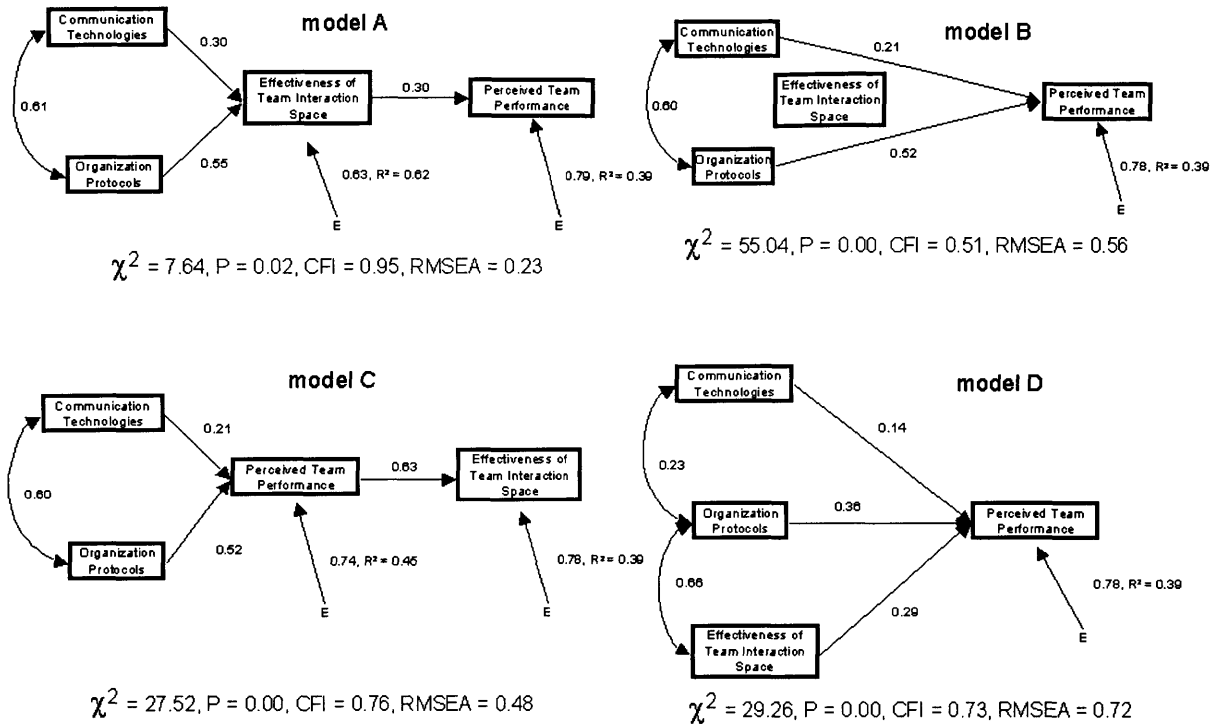 model A
Communication
Technologies
0.30
0.61
Effectiveness of
Team Interaction
Space
0.30
Perceived Team
Performance
Organization
Protocols
0.55
0.63, R² = 0.62
0.79, R² = 0.39
E
E
χ² = 7.64, P = 0.02, CFI = 0.95, RMSEA = 0.23
model B
Communication
Technologies
0.21
Effectiveness of
Team Interaction
Space
0.60
Perceived Team
Performance
Organization
Protocols
0.52
0.78, R² = 0.39
E
χ² = 55.04, P = 0.00, CFI = 0.51, RMSEA = 0.56
model C
Communication
Technologies
0.21
Perceived Team
Performance
0.63
Effectiveness of
Team Interaction
Space
0.60
Organization
Protocols
0.52
0.74, R² = 0.45
0.78, R² = 0.39
E
E
χ² = 27.52, P = 0.00, CFI = 0.76, RMSEA = 0.48
model D
Communication
Technologies
0.14
0.23
Organization
Protocols
0.36
Perceived Team
Performance
0.66
0.29
0.78, R² = 0.39
Effectiveness of
Team Interaction
Space
E
χ² = 29.26, P = 0.00, CFI = 0.73, RMSEA = 0.72